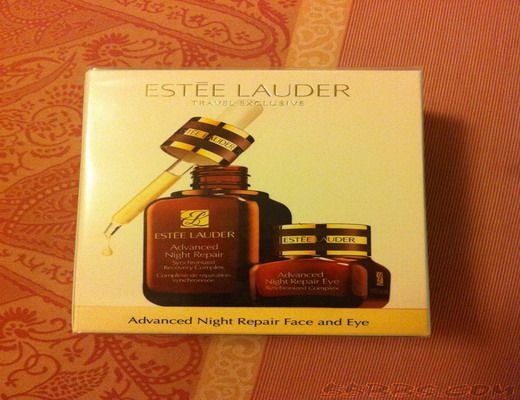 ESTĒE LAUDER
TRAVEL EXCLUSIVE
ESTĒE LAUDER
ESTĒE LAUDER
Advanced
Night Repair
Synchronized
Recovery Complex
Complexe de réparation
synchronisée
ESTĒE LAUDER
Advanced
Night Repair Eye
Synchronized Complex
Advanced Night Repair Face and Eye